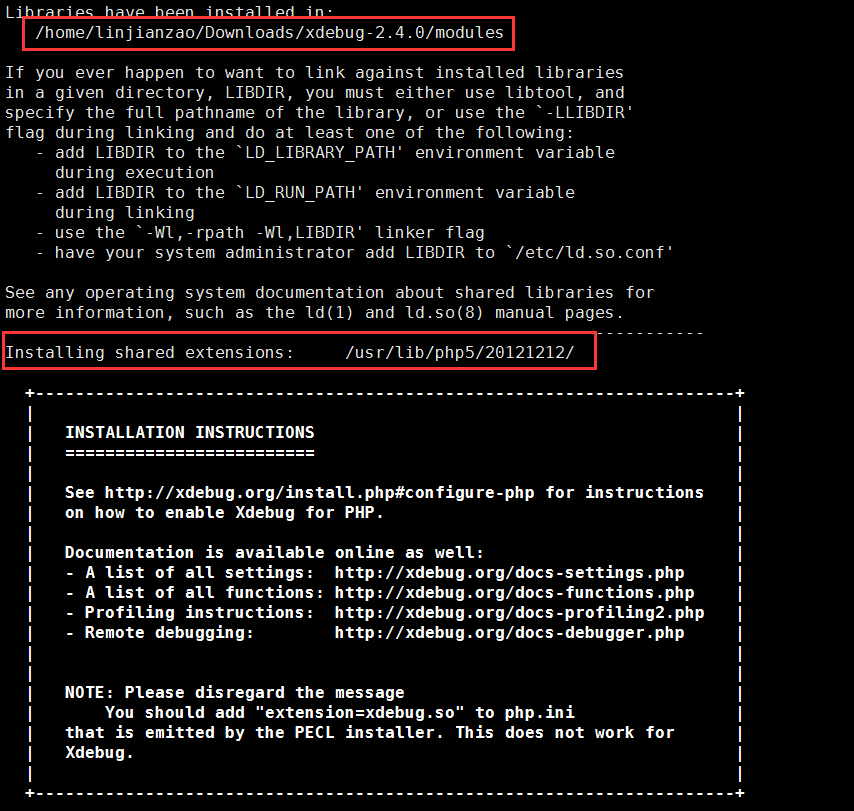 Libraries have been installed in:
   /home/linjianzao/Downloads/xdebug-2.4.0/modules

If you ever happen to want to link against installed libraries
in a given directory, LIBDIR, you must either use libtool, and
specify the full pathname of the library, or use the `-LLIBDIR'
flag during linking and do at least one of the following:
   - add LIBDIR to the `LD_LIBRARY_PATH' environment variable
     during execution
   - add LIBDIR to the `LD_RUN_PATH' environment variable
     during linking
   - use the `-Wl,-rpath -Wl,LIBDIR' linker flag
   - have your system administrator add LIBDIR to `/etc/ld.so.conf'

See any operating system documentation about shared libraries for
more information, such as the ld(1) and ld.so(8) manual pages.
-----------
Installing shared extensions:     /usr/lib/php5/20121212/

  +----------------------------------------------------------------------+
  |                                                                      |
  |   INSTALLATION INSTRUCTIONS                                          |
  |   =========================                                          |
  |                                                                      |
  |   See http://xdebug.org/install.php#configure-php for instructions   |
  |   on how to enable Xdebug for PHP.                                   |
  |                                                                      |
  |   Documentation is available online as well:                         |
  |   - A list of all settings:  http://xdebug.org/docs-settings.php     |
  |   - A list of all functions: http://xdebug.org/docs-functions.php    |
  |   - Profiling instructions:  http://xdebug.org/docs-profiling2.php   |
  |   - Remote debugging:        http://xdebug.org/docs-debugger.php     |
  |                                                                      |
  |                                                                      |
  |   NOTE: Please disregard the message                                 |
  |       You should add "extension=xdebug.so" to php.ini                |
  |   that is emitted by the PECL installer. This does not work for      |
  |   Xdebug.                                                            |
  |                                                                      |
  +----------------------------------------------------------------------+